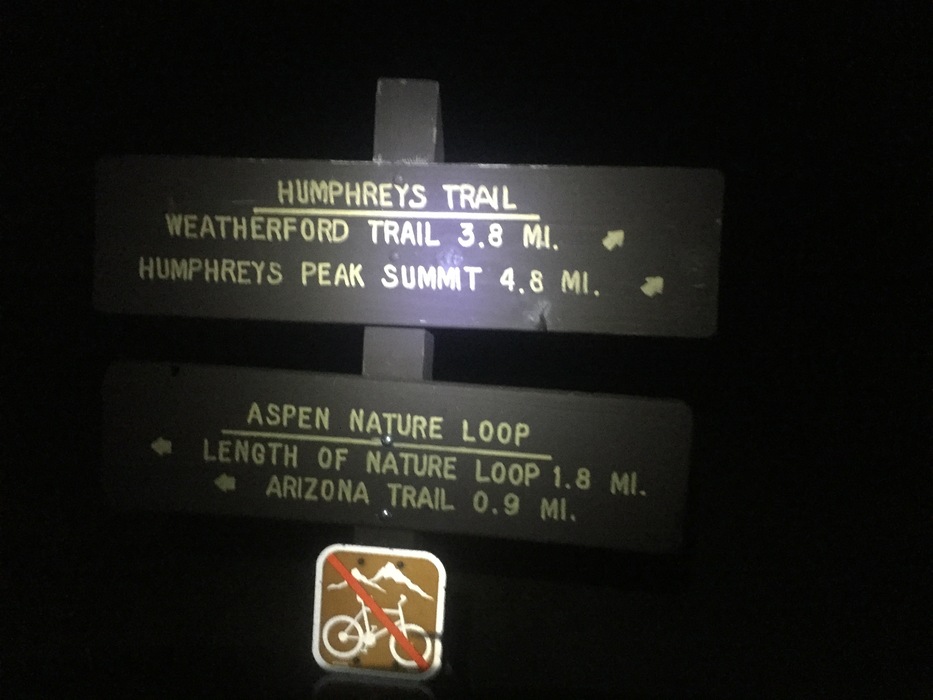 HUMPHREYS TRAIL
WEATHERFORD TRAIL 3.8 MI.
HUMPHREYS PEAK SUMMIT 4.8 MI.
ASPEN NATURE LOOP
LENGTH OF NATURE LOOP 1.8 MI.
ARIZONA TRAIL 0.9 MI.